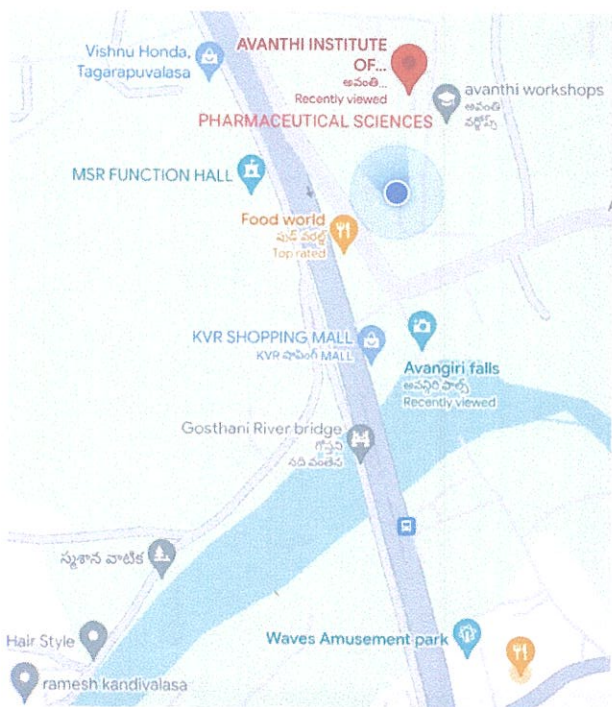 Vishnu Honda,
Tagarapuvalasa
AVANTHI INSTITUTE
OF...
అవంతి...
Recently viewed
PHARMACEUTICAL SCIENCES
avanthi workshops
అవంతి
వర్క్షాప్స్
MSR FUNCTION HALL
Food world
ఫుడ్ వరల్డ్
Top rated
KVR SHOPPING MALL
KVR షాపింగ్ MALL
Avangiri falls
అవన్గిరి ఫాల్స్
Recently viewed
Gosthani River bridge
గోస్తని
నది వంతెన
స్మశాన వాటిక
Hair Style
Waves Amusement park
ramesh kandivalasa